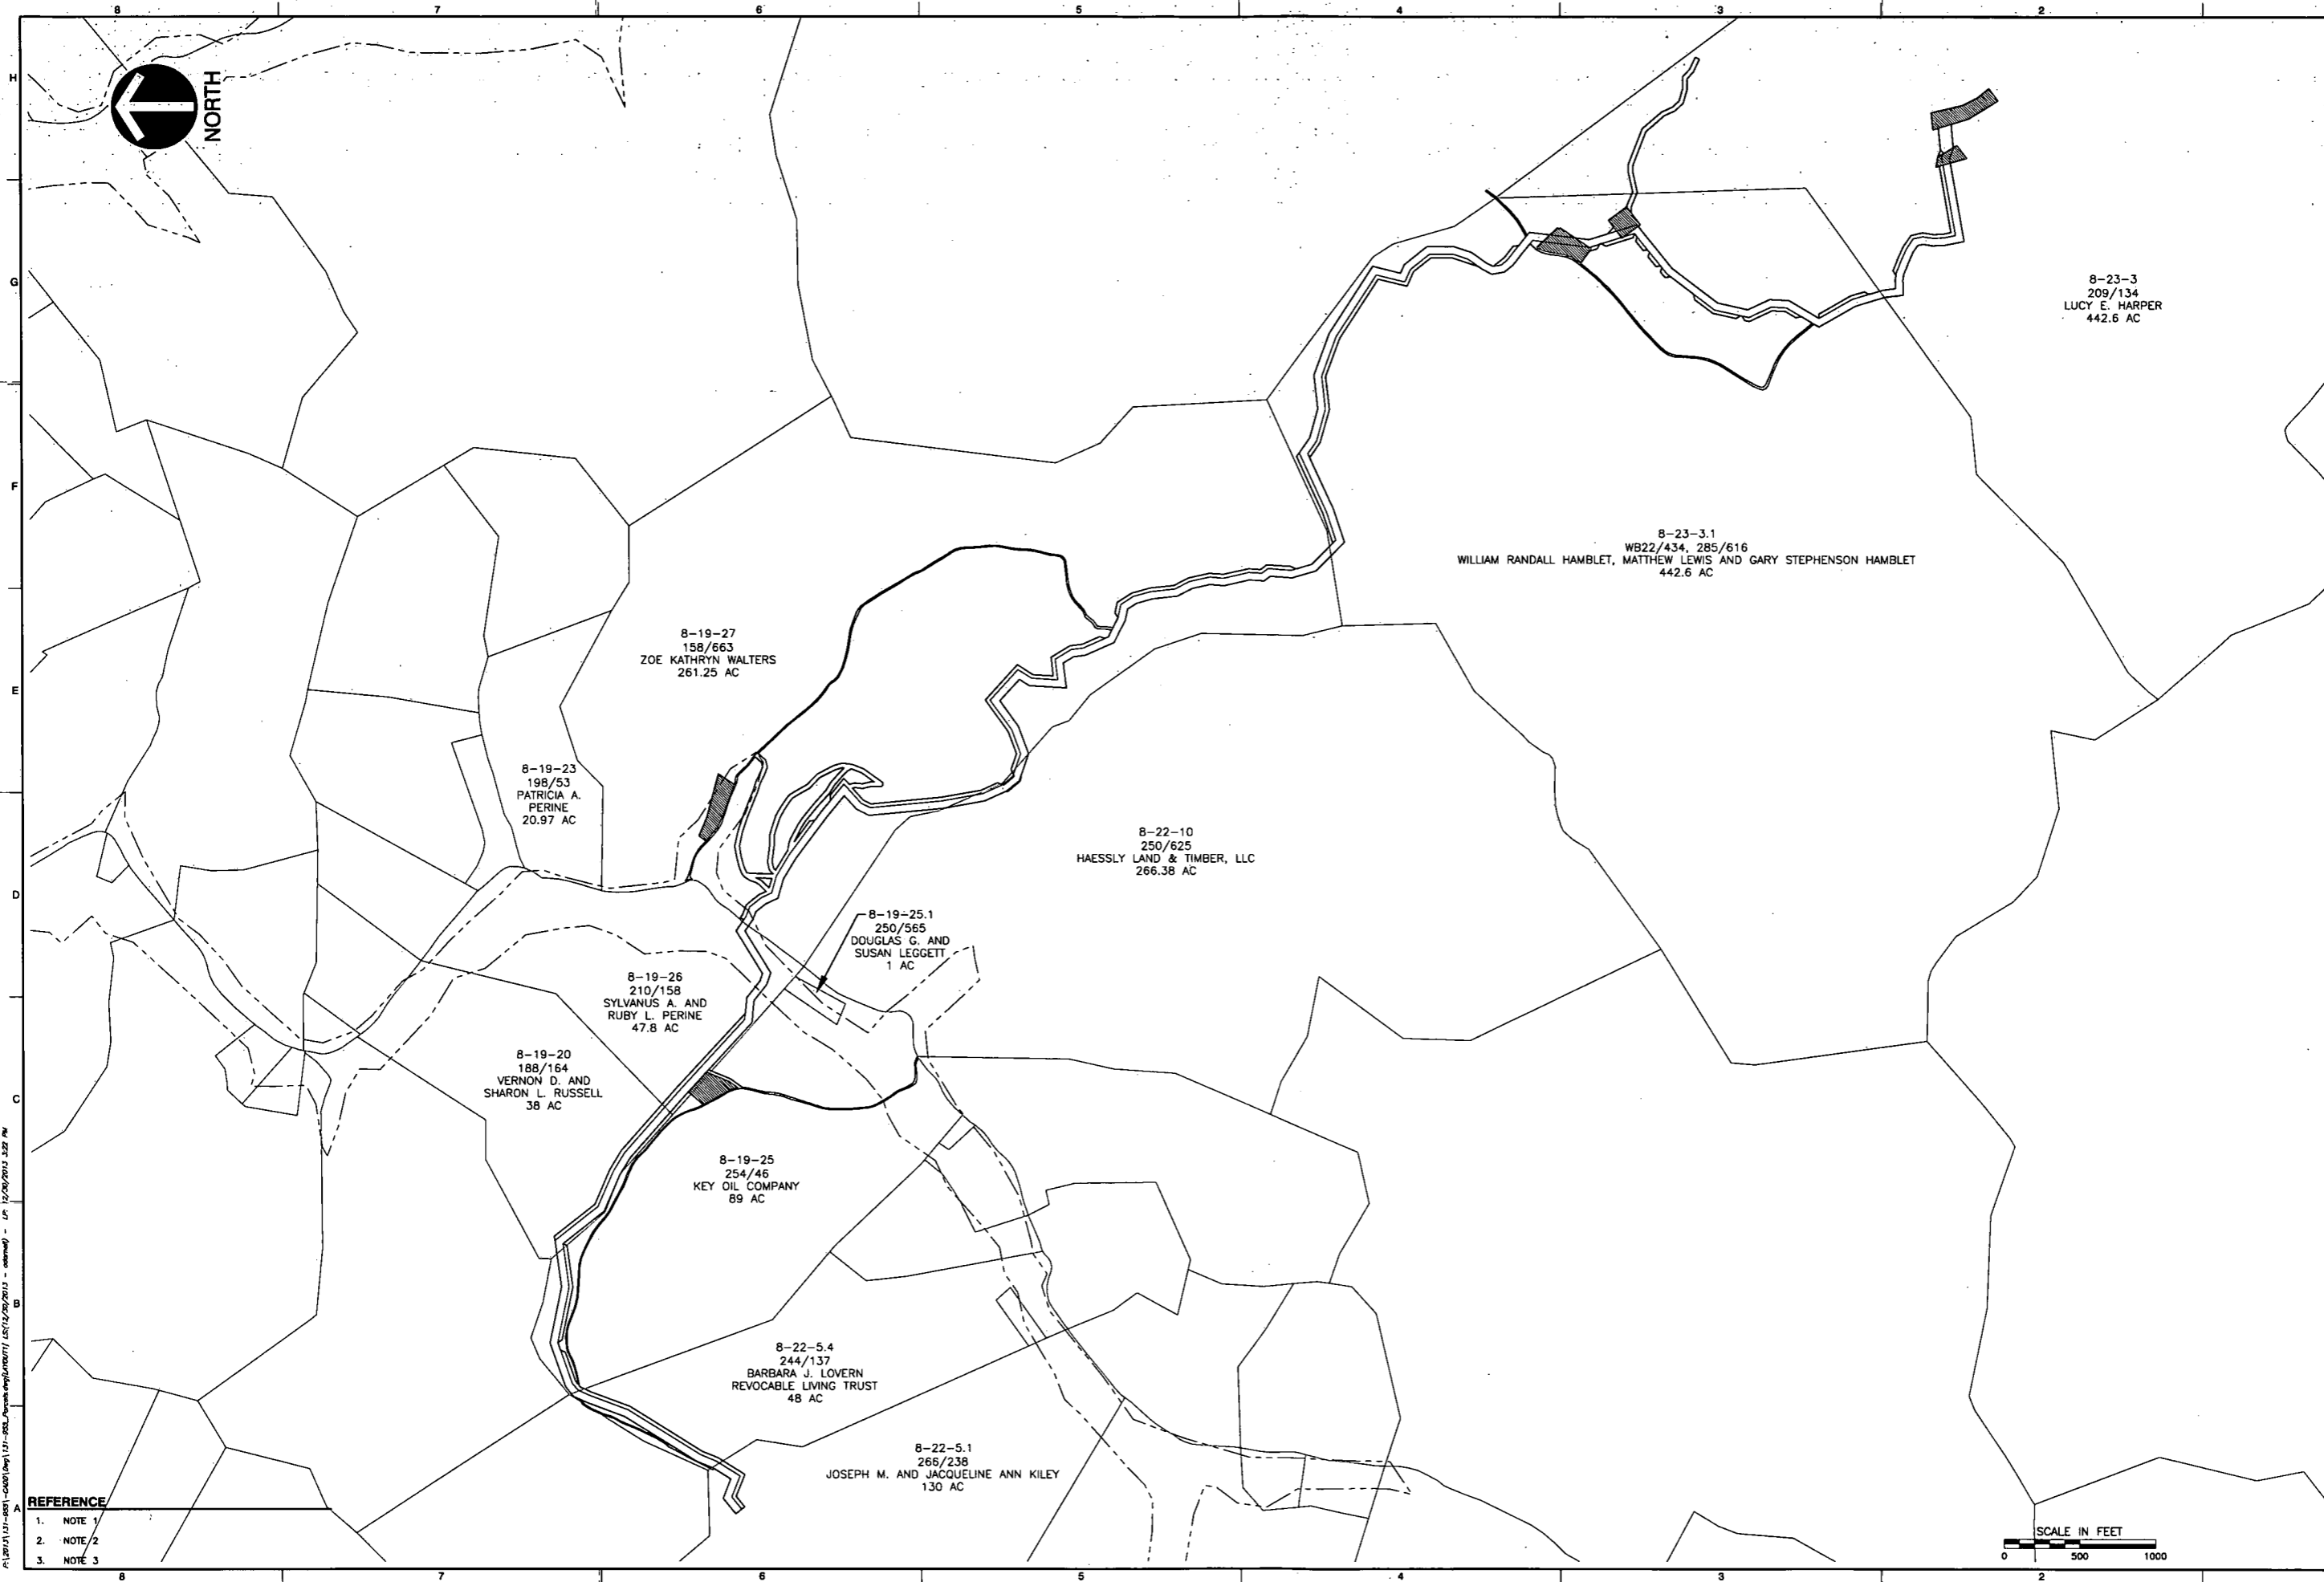 8 7 6 5 4 3 2
H
NORTH
G
8-23-3
209/134
LUCY E. HARPER
442.6 AC
F
8-23-3.1
WB22/434, 285/616
WILLIAM RANDALL HAMBLET, MATTHEW LEWIS AND GARY STEPHENSON HAMBLET
442.6 AC
8-19-27
158/663
ZOE KATHRYN WALTERS
261.25 AC
E
8-19-23
198/53
PATRICIA A.
PERINE
20.97 AC
8-22-10
250/625
HAESSLY LAND & TIMBER, LLC
266.38 AC
D
8-19-25.1
250/565
DOUGLAS G. AND
SUSAN LEGGETT
1 AC
8-19-26
210/158
SYLVANUS A. AND
RUBY L. PERINE
47.8 AC
8-19-20
188/164
VERNON D. AND
SHARON L. RUSSELL
38 AC
C
8-19-25
254/46
KEY OIL COMPANY
89 AC
B
8-22-5.4
244/137
BARBARA J. LOVERN
REVOCABLE LIVING TRUST
48 AC
8-22-5.1
266/238
JOSEPH M. AND JACQUELINE ANN KILEY
130 AC
A
REFERENCE
1. NOTE 1
2. NOTE 2
3. NOTE 3
SCALE IN FEET
0 500 1000
8 7 6 5 4 3 2